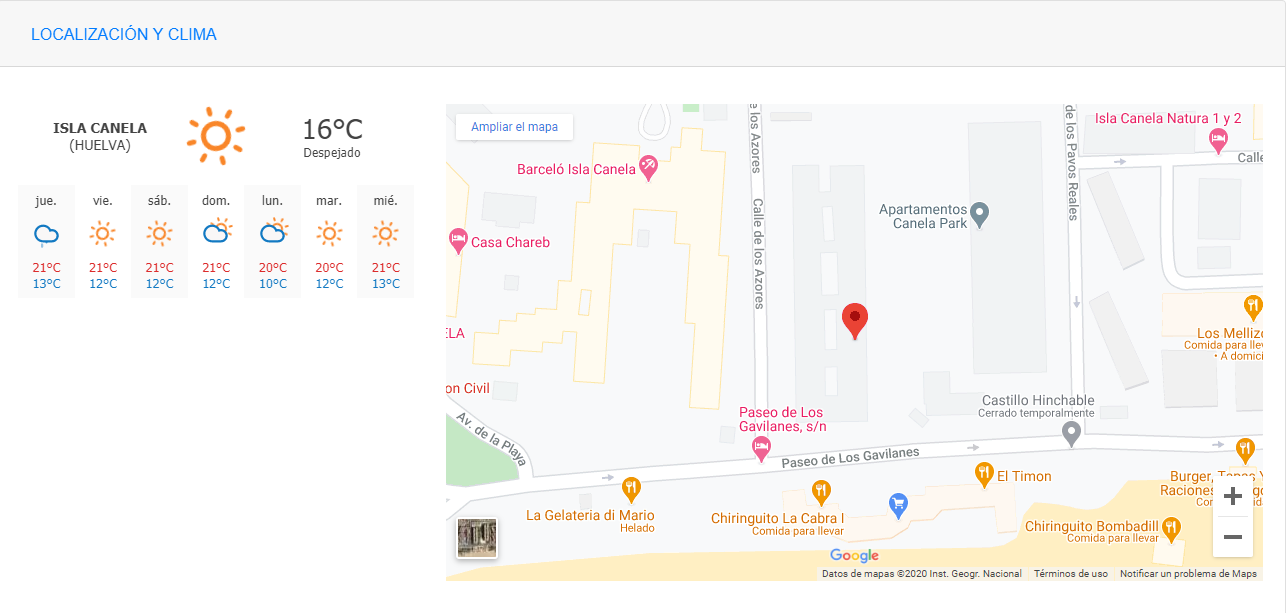 LOCALIZACIÓN Y CLIMA
ISLA CANELA
(HUELVA)
16ºC
Despejado
jue. vie. sáb. dom. lun. mar. mié.
21ºC 21ºC 21ºC 21ºC 20ºC 20ºC 21ºC
13ºC 12ºC 12ºC 12ºC 10ºC 12ºC 13ºC
Ampliar el mapa
Barceló Isla Canela
Casa Chareb
Calle de los Azores
los Azores
de los Pavos Reales
Isla Canela Natura 1 y 2
Calle
Apartamentos
Canela Park
Los Melliz
Comida para llev
• A domici
ELA
on Civil
Av. de la Playa
Castillo Hinchable
Cerrado temporalmente
Paseo de Los
Gavilanes, s/n
Paseo de Los Gavilanes
El Timon
Burger, Tapas Y
Raciones
La Gelateria di Mario
Helado
Chiringuito La Cabra I
Comida para llevar
Chiringuito Bombadill
Comida para llevar
+
−
Google
Datos de mapas ©2020 Inst. Geogr. Nacional Términos de uso Notificar un problema de Maps